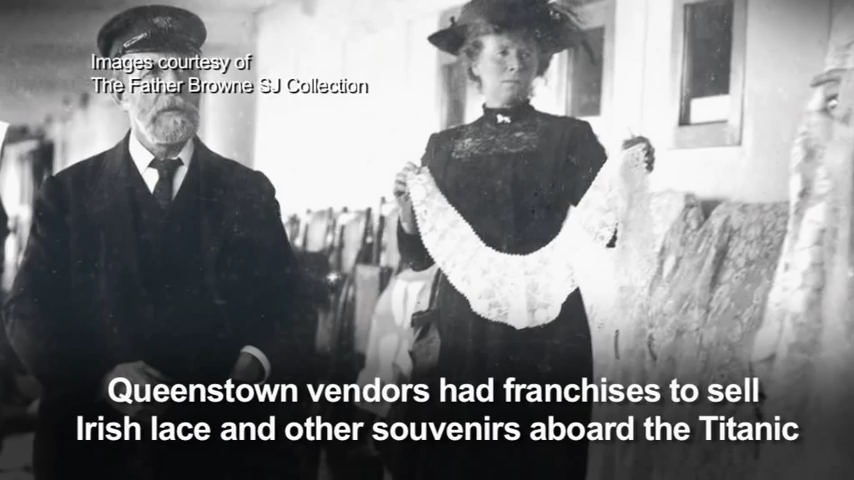 Images courtesy of
The Father Browne SJ Collection
Queenstown vendors had franchises to sell
Irish lace and other souvenirs aboard the Titanic